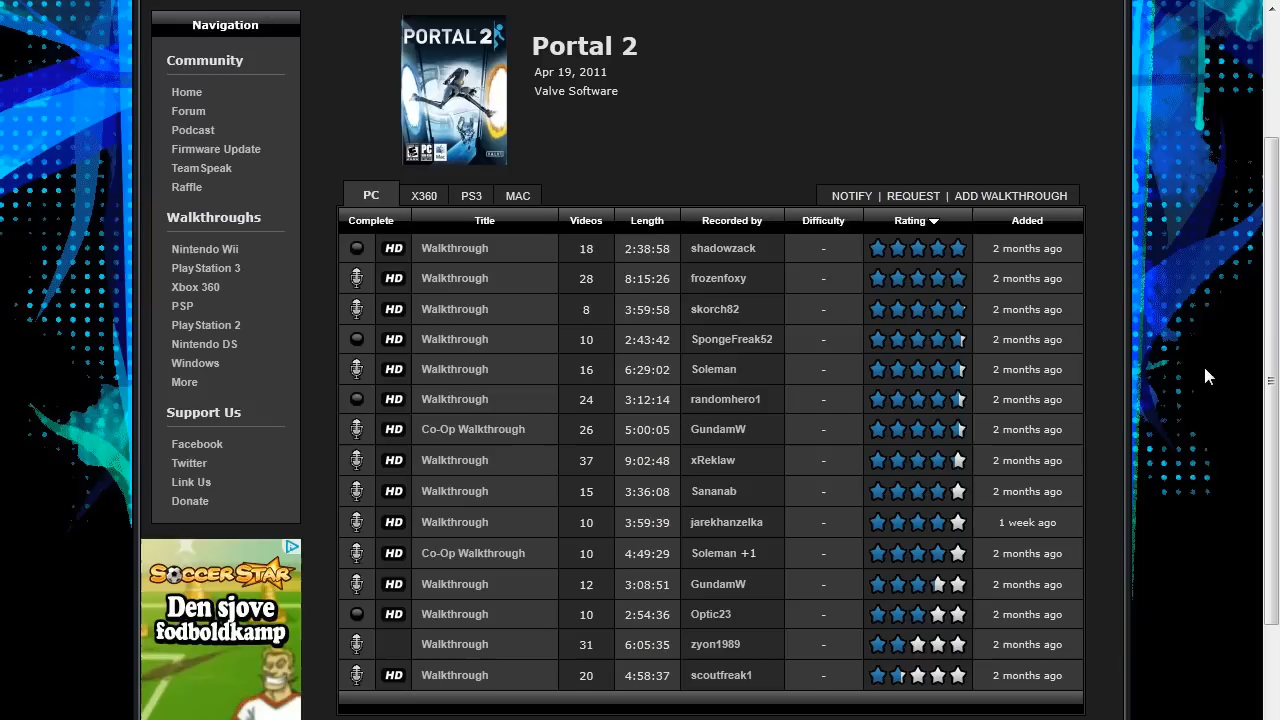 Navigation
Community
Home
Forum
Podcast
Firmware Update
TeamSpeak
Raffle
Walkthroughs
Nintendo Wii
PlayStation 3
Xbox 360
PSP
PlayStation 2
Nintendo DS
Windows
More
Support Us
Facebook
Twitter
Link Us
Donate
SOCCER STAR
Den sjove
fodboldkamp
PORTAL 2
PC
Mac
VALVE
Portal 2
Apr 19, 2011
Valve Software
PC X360 PS3 MAC NOTIFY | REQUEST | ADD WALKTHROUGH
Complete Title Videos Length Recorded by Difficulty Rating Added
HD Walkthrough 18 2:38:58 shadowzack - 2 months ago
HD Walkthrough 28 8:15:26 frozenfoxy - 2 months ago
HD Walkthrough 8 3:59:58 skorch82 - 2 months ago
HD Walkthrough 10 2:43:42 SpongeFreak52 - 2 months ago
HD Walkthrough 16 6:29:02 Soleman - 2 months ago
HD Walkthrough 24 3:12:14 randomhero1 - 2 months ago
HD Co-Op Walkthrough 26 5:00:05 GundamW - 2 months ago
HD Walkthrough 37 9:02:48 xReklaw - 2 months ago
HD Walkthrough 15 3:36:08 Sananab - 2 months ago
HD Walkthrough 10 3:59:39 jarekhanzelka - 1 week ago
HD Co-Op Walkthrough 10 4:49:29 Soleman +1 - 2 months ago
HD Walkthrough 12 3:08:51 GundamW - 2 months ago
HD Walkthrough 10 2:54:36 Optic23 - 2 months ago
Walkthrough 31 6:05:35 zyon1989 - 2 months ago
HD Walkthrough 20 4:58:37 scoutfreak1 - 2 months ago